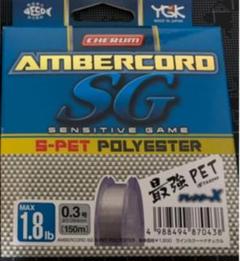 YGK
CHERUM
AMBERCORD
SG
SENSITIVE GAME
S-PET POLYESTER
最強PET
X
MAX
1.8lb
0.3号
(150m)
4 988494 870438